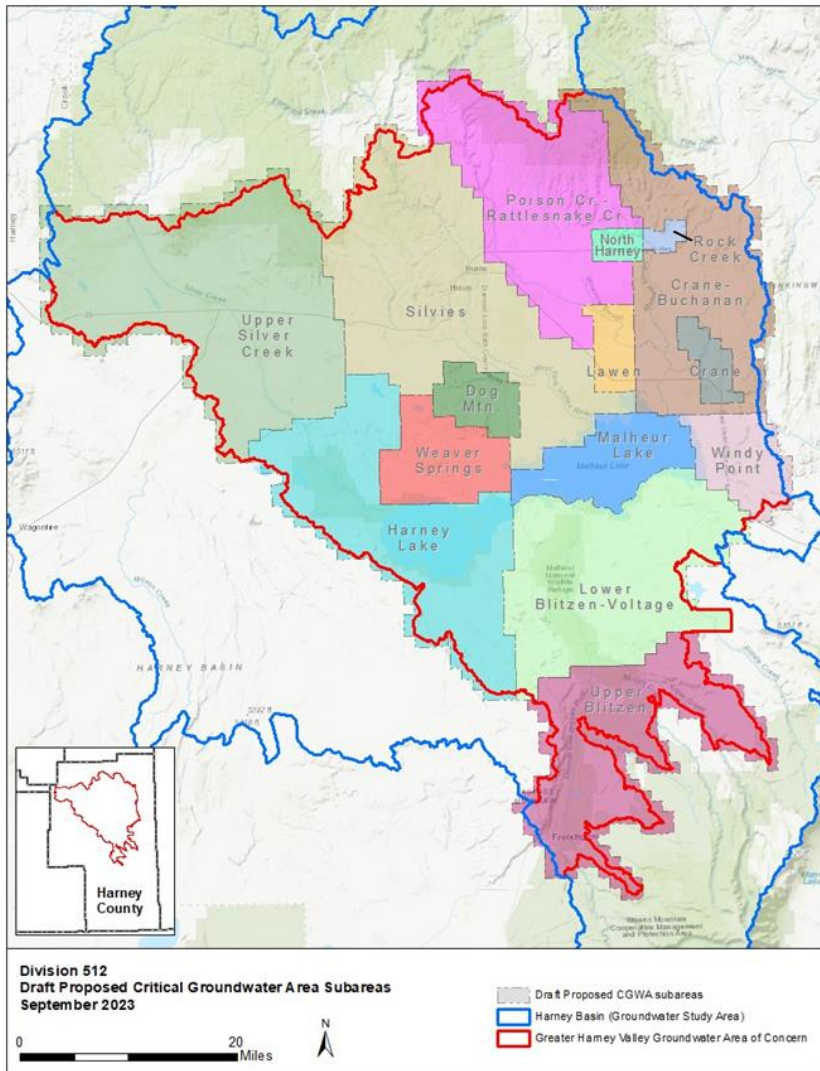 Poison Cr. -
Rattlesnake Cr
North
Harney
Rock
Creek
Crane-
Buchanan
Silvies
Upper
Silver
Creek
Lawen
Crane
Dog
Mtn
Weaver
Springs
Malheur
Lake
Windy
Point
Harney
Lake
Lower
Blitzen-Voltage
Upper
Blitzen
Wagontire
HARNEY BASIN
Harney
County
Division 512
Draft Proposed Critical Groundwater Area Subareas
September 2023
0 20
Miles
N
Draft Proposed CGWA subareas
Harney Basin (Groundwater Study Area)
Greater Harney Valley Groundwater Area of Concern